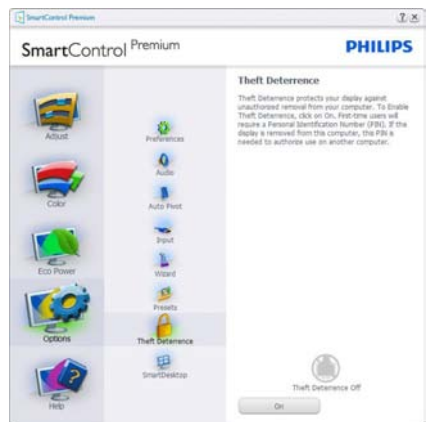 SmartControl Premium
SmartControl Premium
PHILIPS
Adjust
Color
Eco Power
Options
Help
Preferences
Audio
Auto Pivot
Input
Wizard
Presets
Theft Deterrence
SmartDesktop
Theft Deterrence
Theft Deterrence protects your display against
unauthorized removal from your computer. To Enable
Theft Deterrence, click on On. First-time users will
require a Personal Identification Number (PIN). If the
display is removed from this computer, this PIN is
needed to authorize use on another computer.
Theft Deterrence Off
On